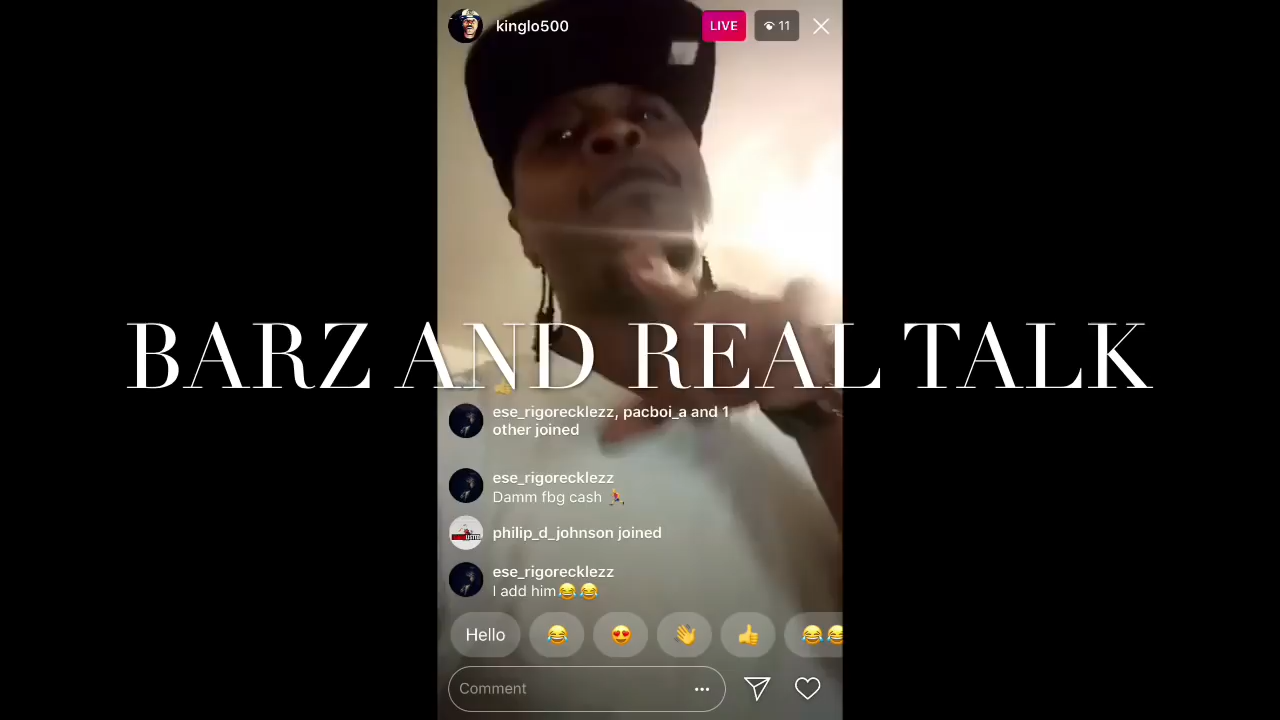 kinglo500
LIVE
11
BARZ AND REAL TALK
ese_rigorecklezz, pacboi_a and 1
other joined
ese_rigorecklezz
Damm fbg cash 🏃
philip_d_johnson joined
ese_rigorecklezz
I add him😂😂
Hello 😂 😍 👋 👍 😂😂
Comment